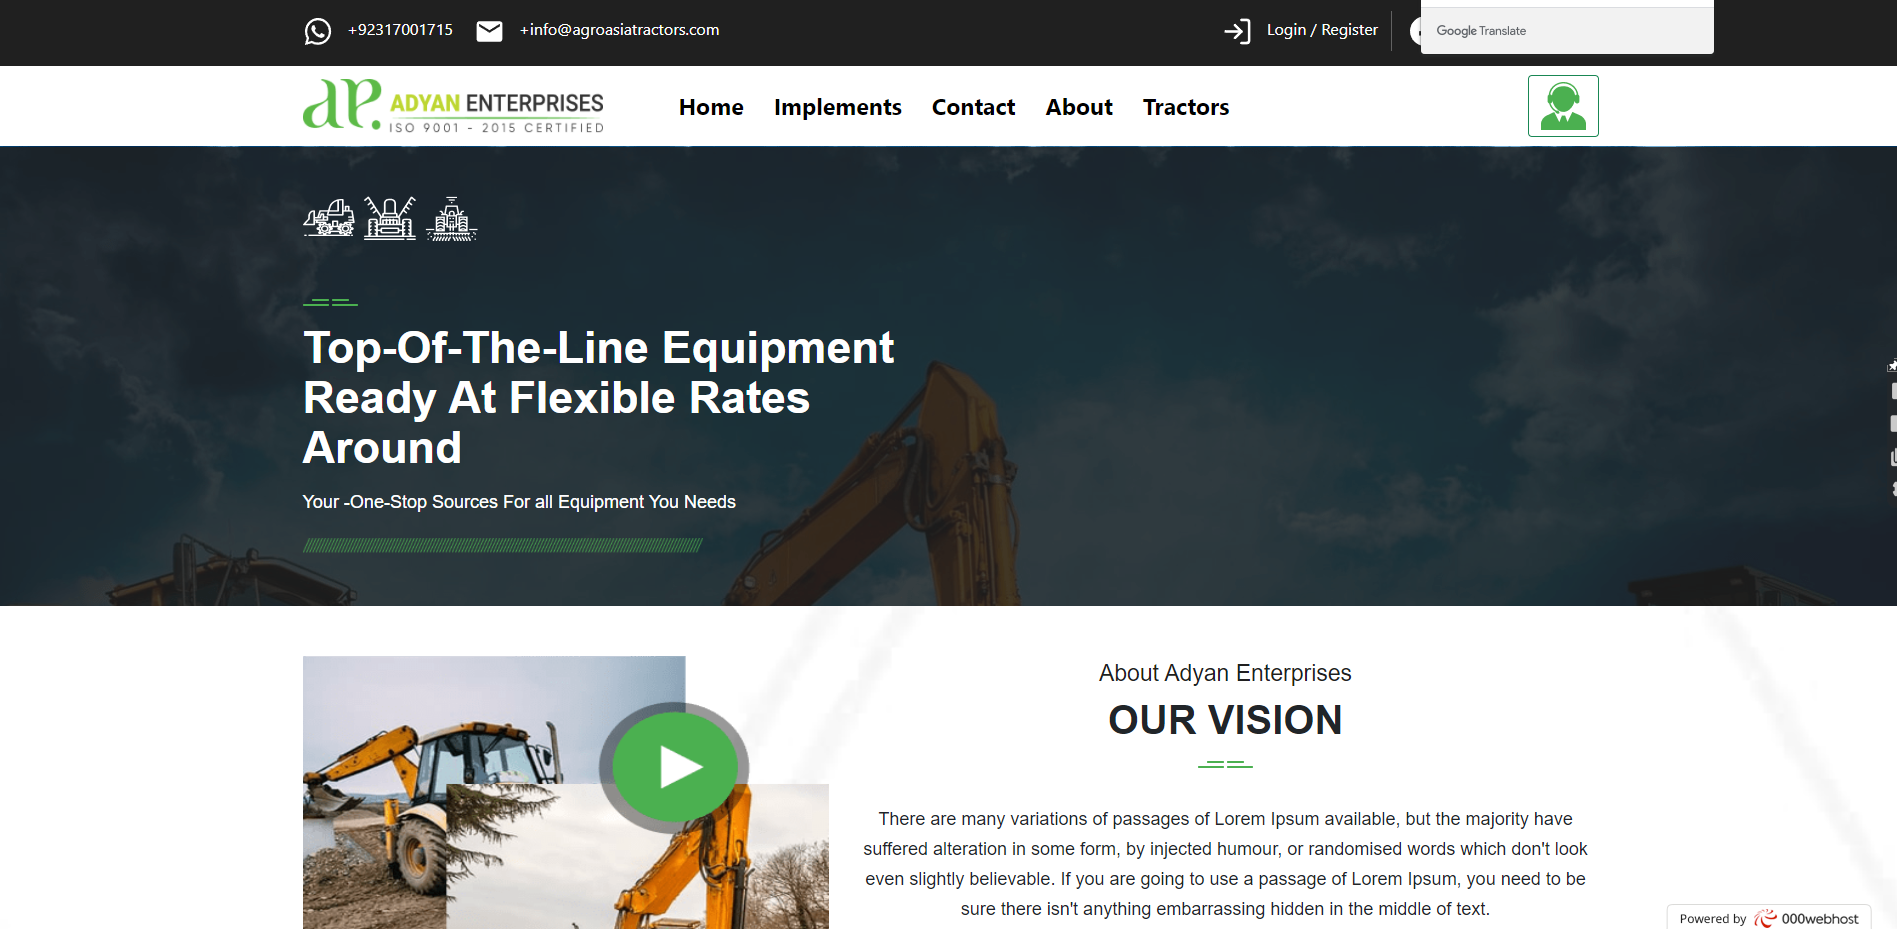 +92317001715
+info@agroasiatractors.com
Login / Register
Google Translate
ae.
ADYAN ENTERPRISES
ISO 9001 - 2015 CERTIFIED
Home
Implements
Contact
About
Tractors
Top-Of-The-Line Equipment
Ready At Flexible Rates
Around
Your -One-Stop Sources For all Equipment You Needs
About Adyan Enterprises
OUR VISION
There are many variations of passages of Lorem Ipsum available, but the majority have
suffered alteration in some form, by injected humour, or randomised words which don't look
even slightly believable. If you are going to use a passage of Lorem Ipsum, you need to be
sure there isn't anything embarrassing hidden in the middle of text.
Powered by 000webhost